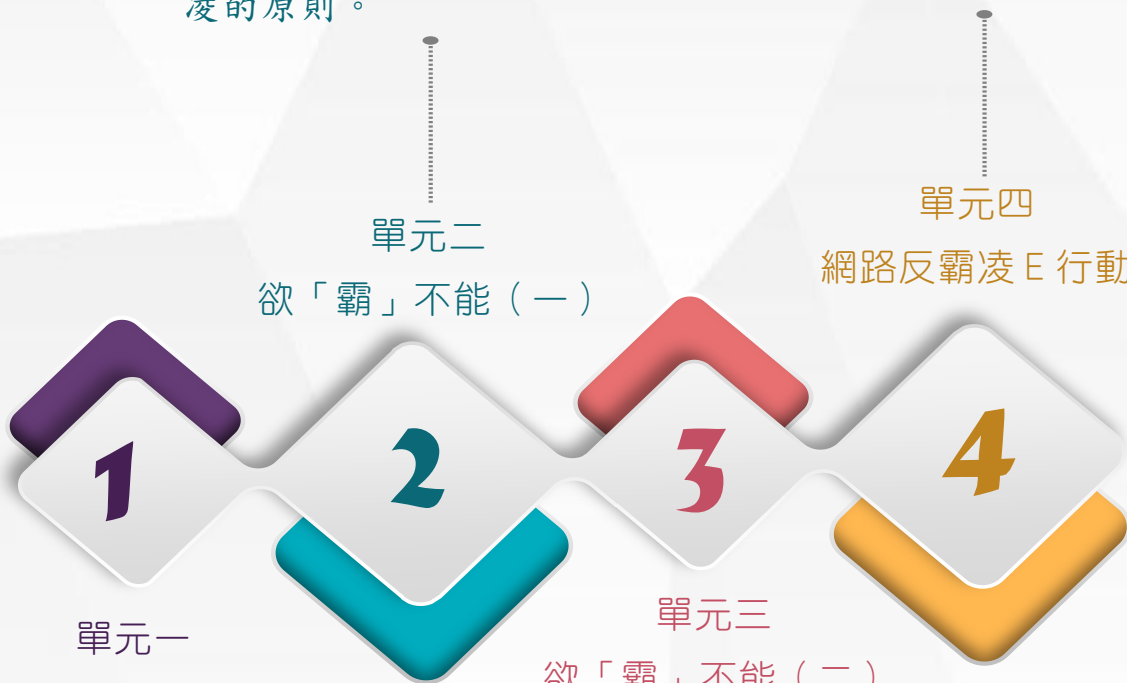 凌的原則。
單元二
欲「霸」不能（一）
單元四
網路反霸凌 E 行動
1
2
3
4
單元一
單元三
欲「霸」不能（二）